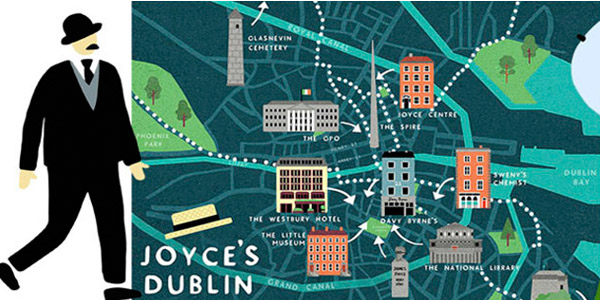 GLASNEVIN
CEMETERY
ROYAL CANAL
JOYCE CENTRE
THE SPIRE
THE GPO
PHOENIX
PARK
DUBLIN
BAY
SWENY'S
CHEMIST
THE WESTBURY HOTEL
DAVY BYRNE'S
THE LITTLE
MUSEUM
THE NATIONAL LIBRARY
JOYCE'S
DUBLIN
GRAND CANAL